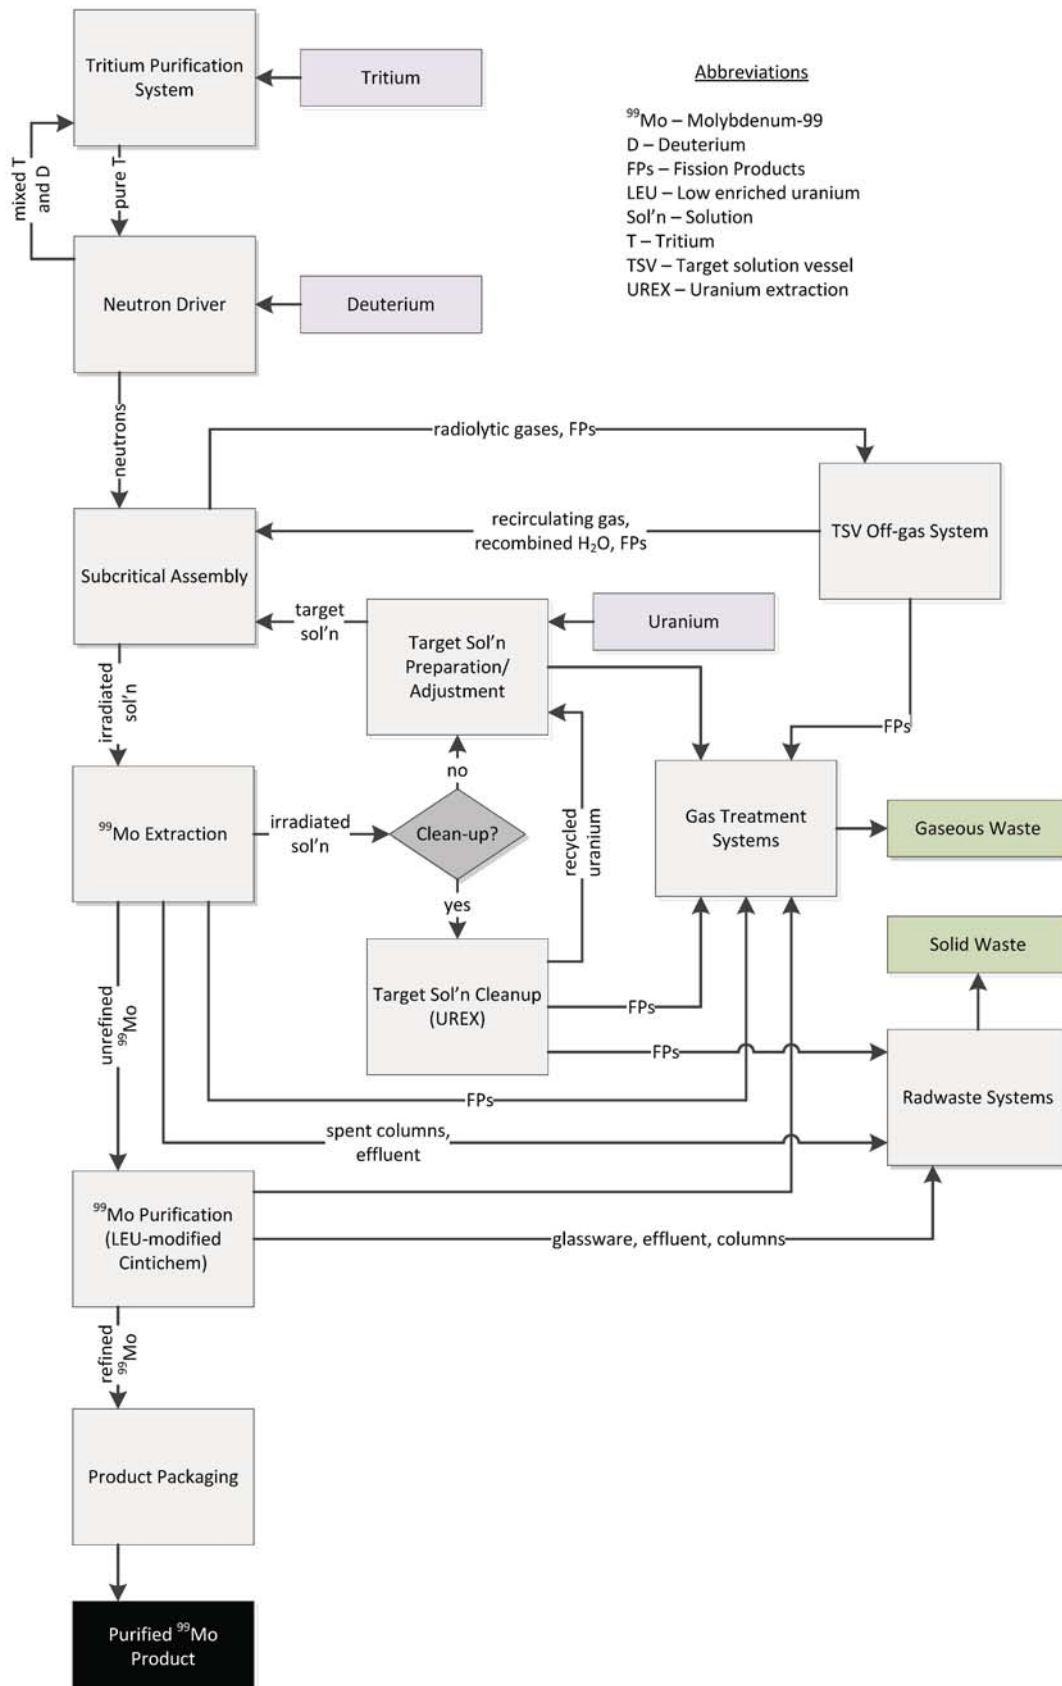 Tritium Purification
System
Tritium
mixed T
and D
pure T
Neutron Driver
Deuterium
Abbreviations
⁹⁹Mo – Molybdenum-99
D – Deuterium
FPs – Fission Products
LEU – Low enriched uranium
Sol’n – Solution
T – Tritium
TSV – Target solution vessel
UREX – Uranium extraction
neutrons
radiolytic gases, FPs
TSV Off-gas System
recirculating gas,
recombined H₂O, FPs
Subcritical Assembly
target
sol’n
Target Sol’n
Preparation/
Adjustment
Uranium
irradiated
sol’n
FPs
no
⁹⁹Mo Extraction
irradiated
sol’n
Clean-up?
recycled
uranium
Gas Treatment
Systems
Gaseous Waste
yes
Solid Waste
Target Sol’n Cleanup
(UREX)
FPs
FPs
unrefined
⁹⁹Mo
FPs
Radwaste Systems
spent columns,
effluent
⁹⁹Mo Purification
(LEU-modified
Cintichem)
glassware, effluent, columns
refined
⁹⁹Mo
Product Packaging
Purified ⁹⁹Mo
Product